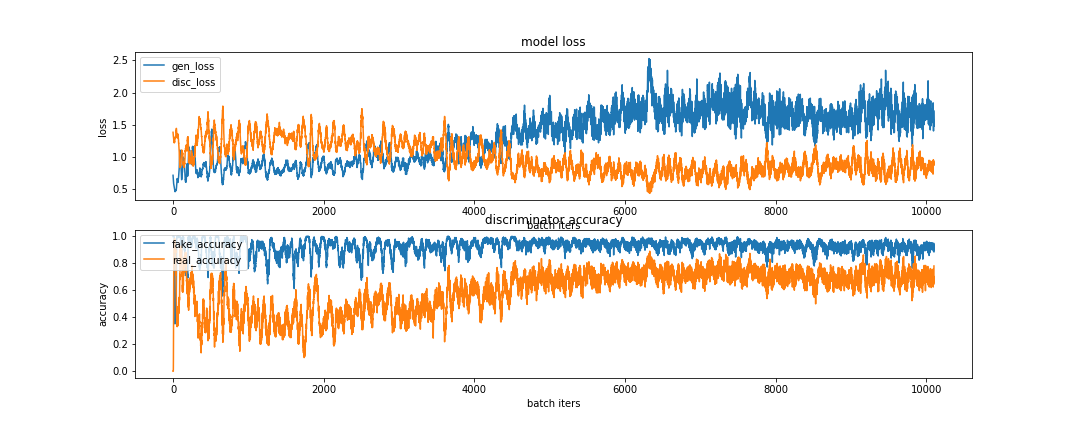 model loss
2.5
2.0
1.5
1.0
0.5
loss
gen_loss
disc_loss
0 2000 4000 6000 8000 10000
batch iters
discriminator accuracy
1.0
0.8
0.6
0.4
0.2
0.0
accuracy
fake_accuracy
real_accuracy
0 2000 4000 6000 8000 10000
batch iters